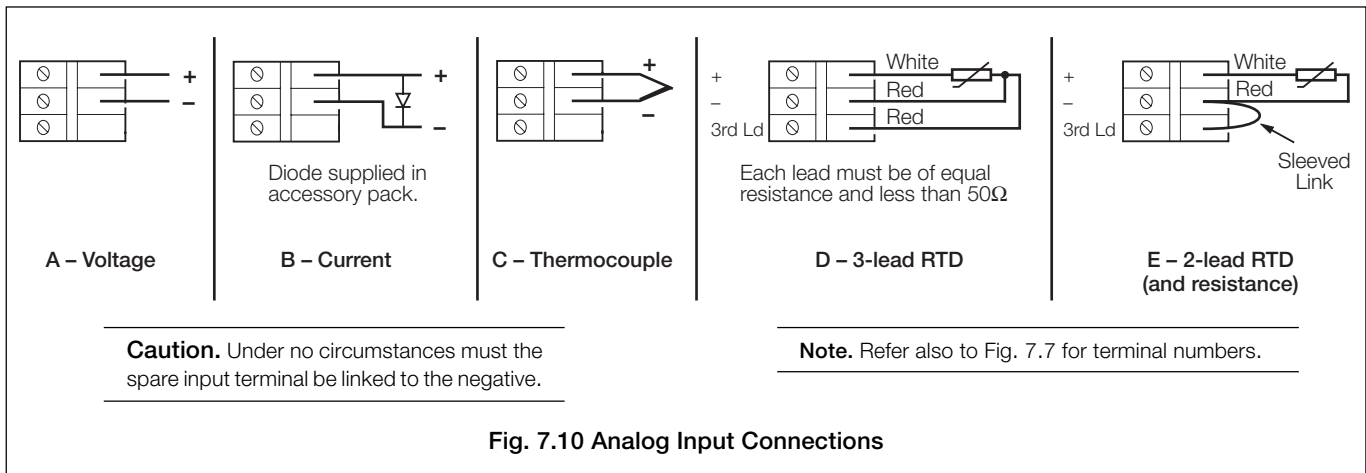 +
–
A – Voltage
+
–
Diode supplied in
accessory pack.
B – Current
+
–
C – Thermocouple
+
–
3rd Ld
White
Red
Red
Each lead must be of equal
resistance and less than 50Ω
D – 3-lead RTD
+
–
3rd Ld
White
Red
Sleeved
Link
E – 2-lead RTD
(and resistance)
Caution. Under no circumstances must the
spare input terminal be linked to the negative.
Note. Refer also to Fig. 7.7 for terminal numbers.
Fig. 7.10 Analog Input Connections